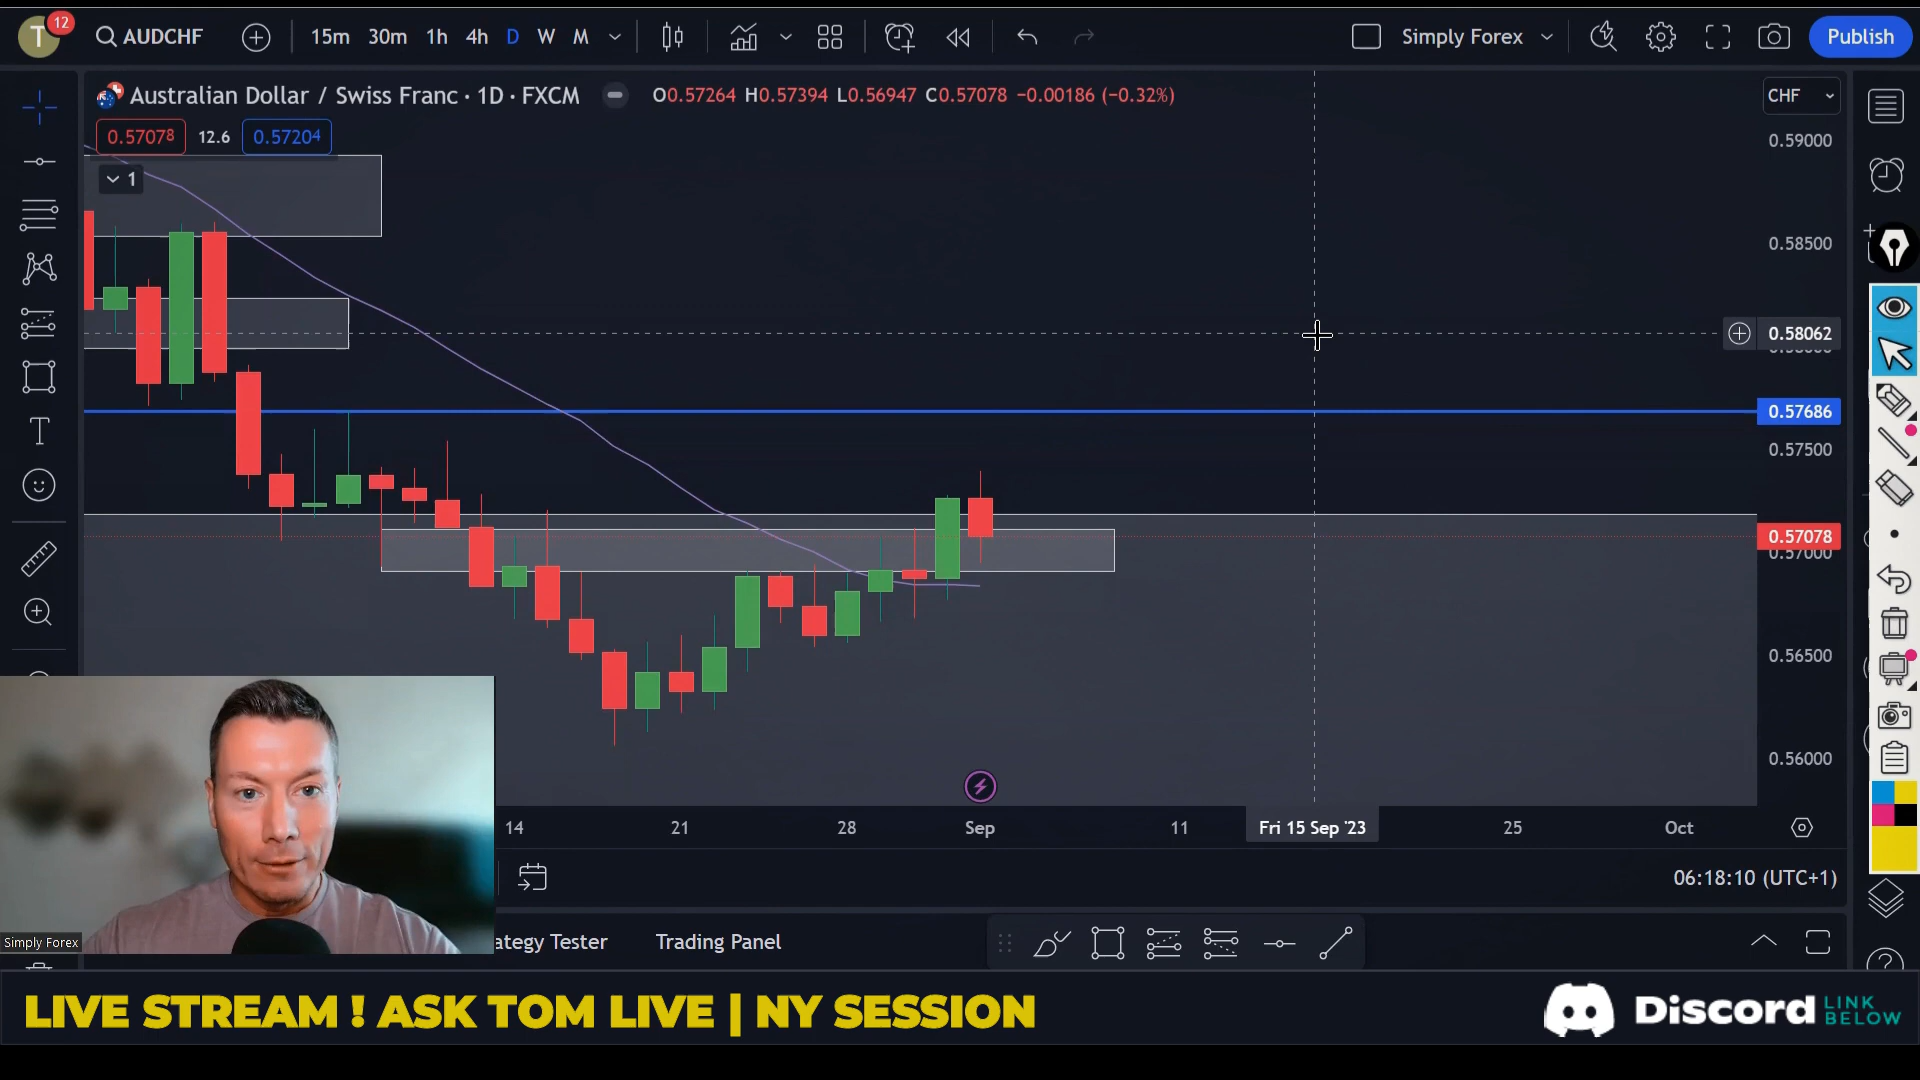 T
12
AUDCHF
15m 30m 1h 4h D W M
Simply Forex
Publish
Australian Dollar / Swiss Franc · 1D · FXCM
O0.57264 H0.57394 L0.56947 C0.57078 −0.00186 (−0.32%)
CHF
0.57078 12.6 0.57204
1
0.59000
0.58500
0.58062
0.57686
0.57500
0.57078
0.57000
0.56500
0.56000
14 21 28 Sep 11 Fri 15 Sep '23 25 Oct
06:18:10 (UTC+1)
ategy Tester Trading Panel
Simply Forex
LIVE STREAM ! ASK TOM LIVE | NY SESSION
Discord
LINK
BELOW